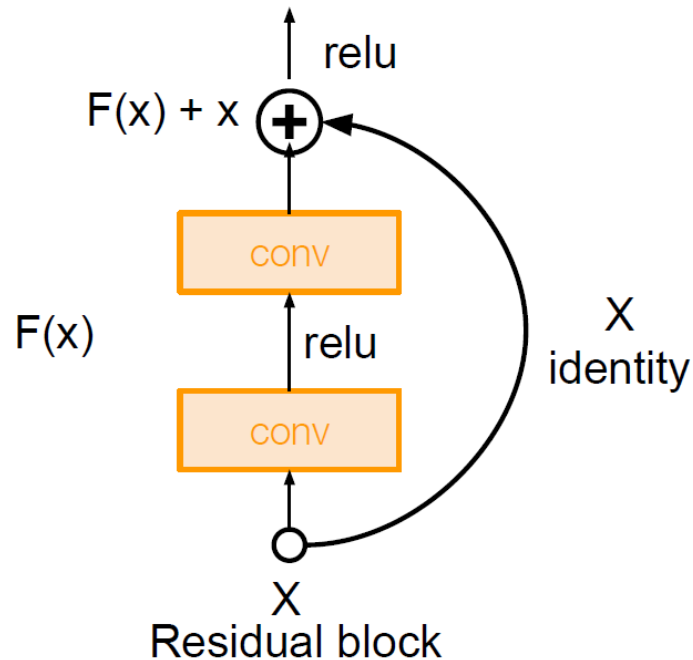 relu
F(x) + x
conv
F(x)
relu
X
identity
conv
X
Residual block